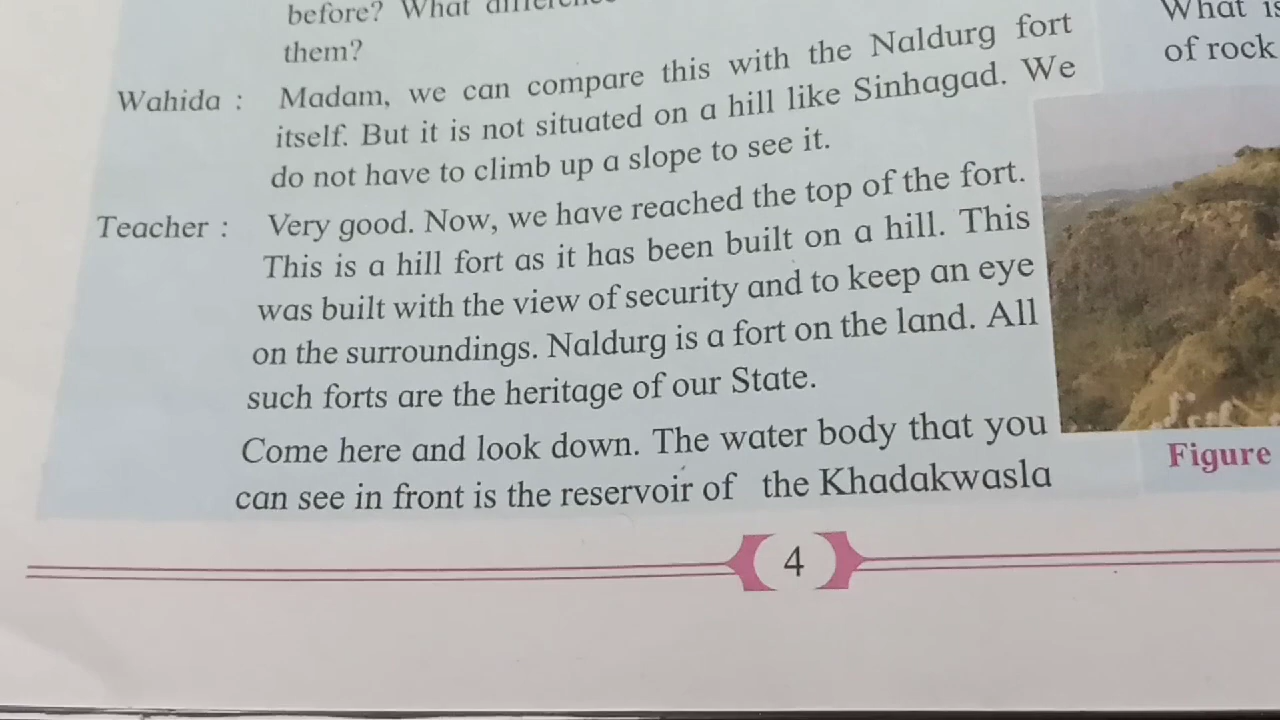 before? What
them?
Wahida : Madam, we can compare this with the Naldurg fort
itself. But it is not situated on a hill like Sinhagad. We
do not have to climb up a slope to see it.
Teacher : Very good. Now, we have reached the top of the fort.
This is a hill fort as it has been built on a hill. This
was built with the view of security and to keep an eye
on the surroundings. Naldurg is a fort on the land. All
such forts are the heritage of our State.
Come here and look down. The water body that you
can see in front is the reservoir of the Khadakwasla
4
What is
of rock
Figure